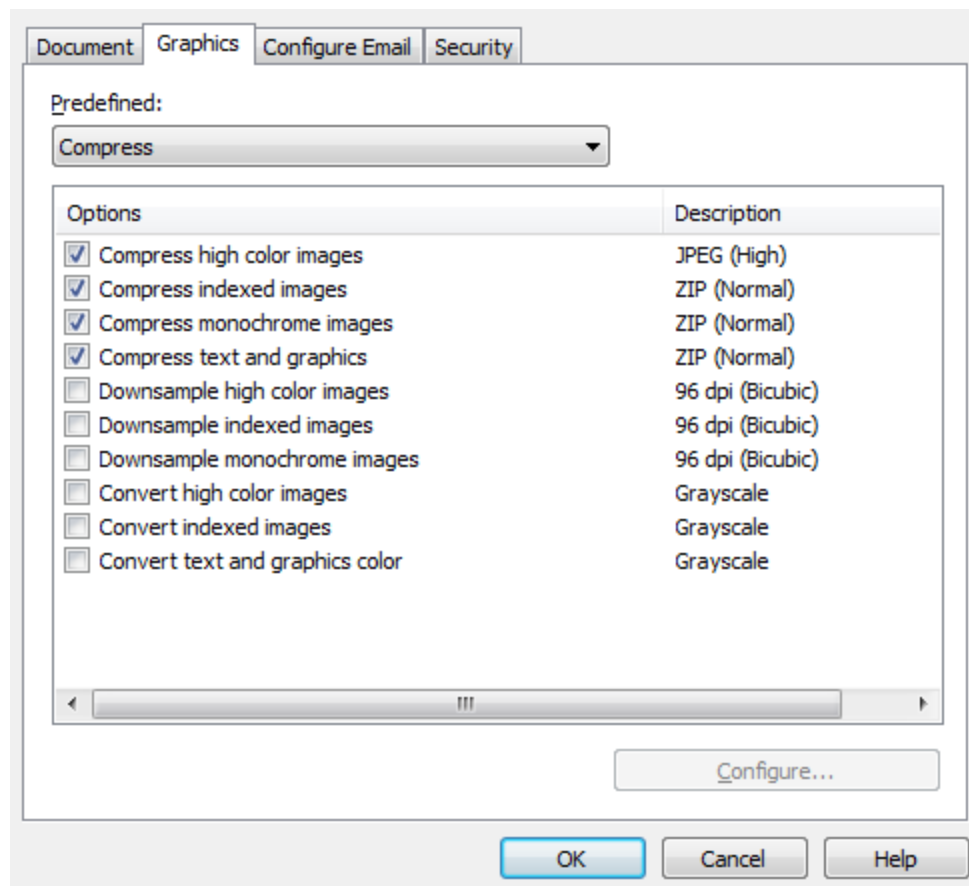 Document Graphics Configure Email Security
Predefined:
Compress
Options Description
Compress high color images JPEG (High)
Compress indexed images ZIP (Normal)
Compress monochrome images ZIP (Normal)
Compress text and graphics ZIP (Normal)
Downsample high color images 96 dpi (Bicubic)
Downsample indexed images 96 dpi (Bicubic)
Downsample monochrome images 96 dpi (Bicubic)
Convert high color images Grayscale
Convert indexed images Grayscale
Convert text and graphics color Grayscale
Configure...
OK Cancel Help